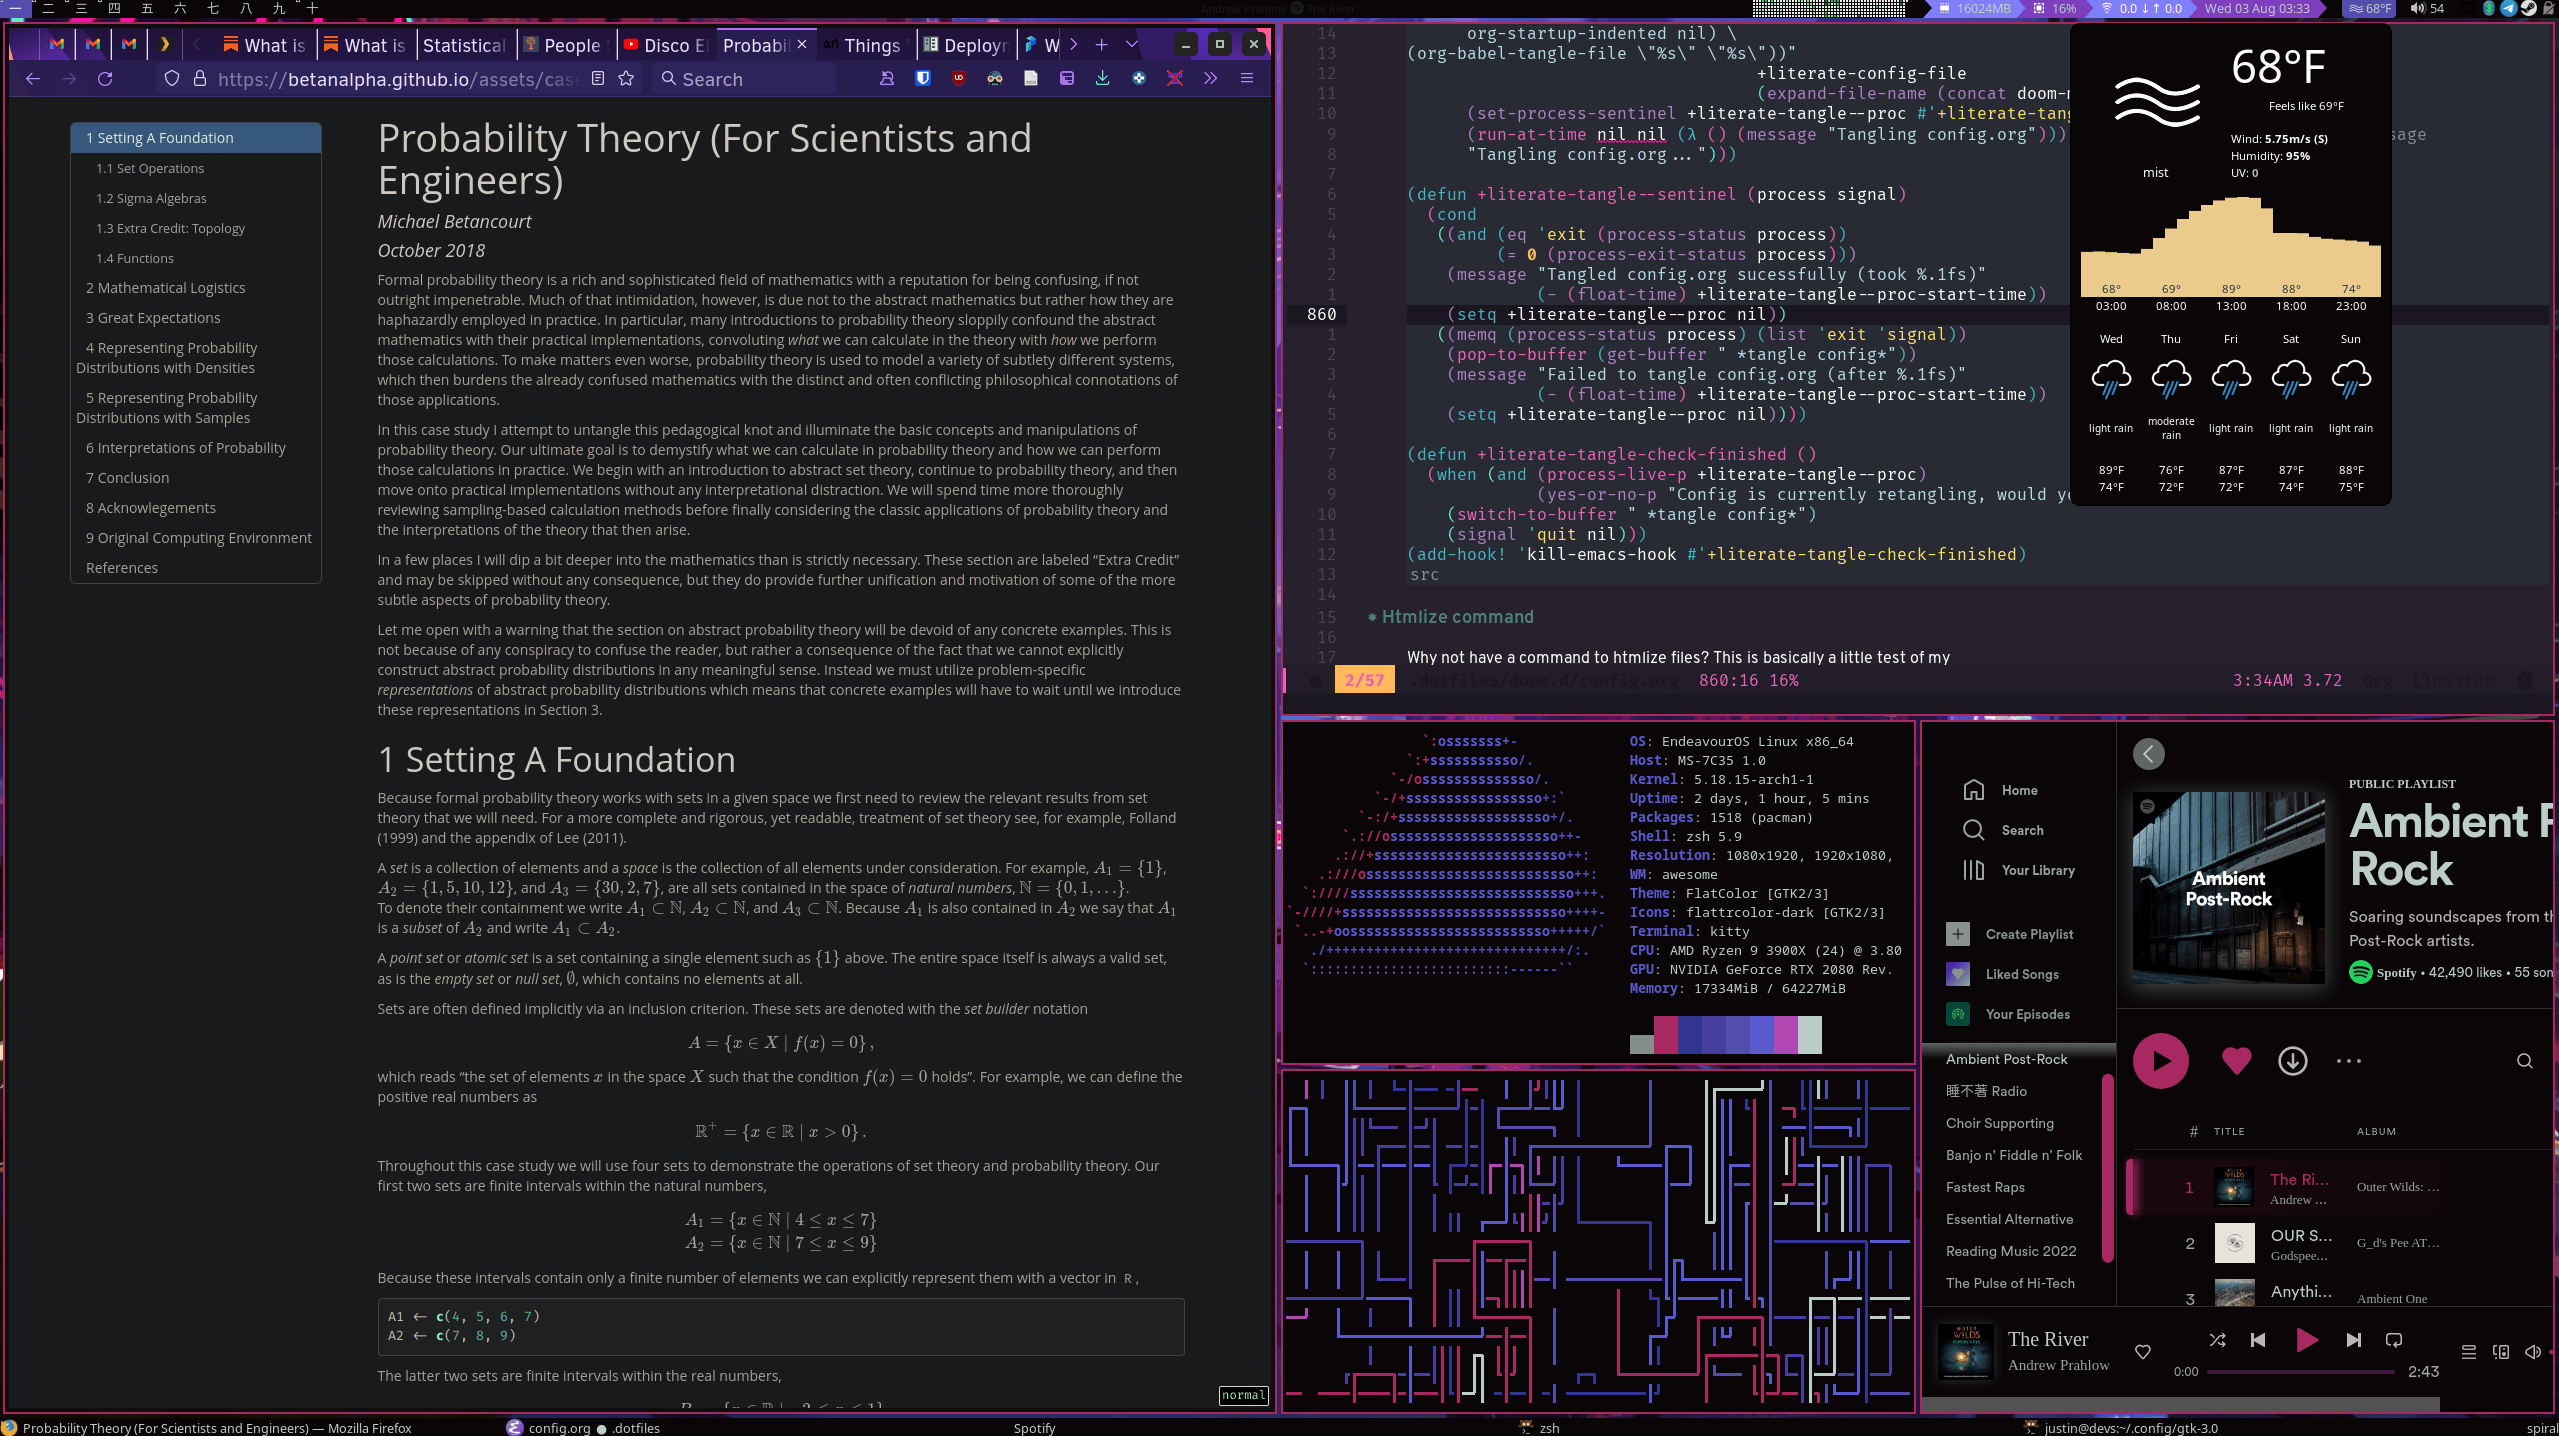 一 二 三 四 五 六 七 八 九 十
Andrew Prahlow The River
16024MB 16% 0.0 ↓↑ 0.0 Wed 03 Aug 03:33 68°F 54
What is What is Statistical People Disco E Probabi Things Deployn W
https://betanalpha.github.io/assets/cas
Search
1 Setting A Foundation
1.1 Set Operations
1.2 Sigma Algebras
1.3 Extra Credit: Topology
1.4 Functions
2 Mathematical Logistics
3 Great Expectations
4 Representing Probability
Distributions with Densities
5 Representing Probability
Distributions with Samples
6 Interpretations of Probability
7 Conclusion
8 Acknowlegements
9 Original Computing Environment
References
Probability Theory (For Scientists and
Engineers)
Michael Betancourt
October 2018
Formal probability theory is a rich and sophisticated field of mathematics with a reputation for being confusing, if not
outright impenetrable. Much of that intimidation, however, is due not to the abstract mathematics but rather how they are
haphazardly employed in practice. In particular, many introductions to probability theory sloppily confound the abstract
mathematics with their practical implementations, convoluting what we can calculate in the theory with how we perform
those calculations. To make matters even worse, probability theory is used to model a variety of subtlety different systems,
which then burdens the already confused mathematics with the distinct and often conflicting philosophical connotations of
those applications.
In this case study I attempt to untangle this pedagogical knot and illuminate the basic concepts and manipulations of
probability theory. Our ultimate goal is to demystify what we can calculate in probability theory and how we can perform
those calculations in practice. We begin with an introduction to abstract set theory, continue to probability theory, and then
move onto practical implementations without any interpretational distraction. We will spend time more thoroughly
reviewing sampling-based calculation methods before finally considering the classic applications of probability theory and
the interpretations of the theory that then arise.
In a few places I will dip a bit deeper into the mathematics than is strictly necessary. These section are labeled “Extra Credit”
and may be skipped without any consequence, but they do provide further unification and motivation of some of the more
subtle aspects of probability theory.
Let me open with a warning that the section on abstract probability theory will be devoid of any concrete examples. This is
not because of any conspiracy to confuse the reader, but rather a consequence of the fact that we cannot explicitly
construct abstract probability distributions in any meaningful sense. Instead we must utilize problem-specific
representations of abstract probability distributions which means that concrete examples will have to wait until we introduce
these representations in Section 3.
1 Setting A Foundation
Because formal probability theory works with sets in a given space we first need to review the relevant results from set
theory that we will need. For a more complete and rigorous, yet readable, treatment of set theory see, for example, Folland
(1999) and the appendix of Lee (2011).
A set is a collection of elements and a space is the collection of all elements under consideration. For example, A₁ = {1},
A₂ = {1, 5, 10, 12}, and A₃ = {30, 2, 7}, are all sets contained in the space of natural numbers, ℕ = {0, 1, …}.
To denote their containment we write A₁ ⊂ ℕ, A₂ ⊂ ℕ, and A₃ ⊂ ℕ. Because A₁ is also contained in A₂ we say that A₁
is a subset of A₂ and write A₁ ⊂ A₂.
A point set or atomic set is a set containing a single element such as {1} above. The entire space itself is always a valid set,
as is the empty set or null set, ∅, which contains no elements at all.
Sets are often defined implicitly via an inclusion criterion. These sets are denoted with the set builder notation
A = {x ∈ X | f(x) = 0},
which reads “the set of elements x in the space X such that the condition f(x) = 0 holds”. For example, we can define the
positive real numbers as
ℝ⁺ = {x ∈ ℝ | x > 0}.
Throughout this case study we will use four sets to demonstrate the operations of set theory and probability theory. Our
first two sets are finite intervals within the natural numbers,
A₁ = {x ∈ ℕ | 4 ≤ x ≤ 7}
A₂ = {x ∈ ℕ | 7 ≤ x ≤ 9}
Because these intervals contain only a finite number of elements we can explicitly represent them with a vector in R,
A1 <- c(4, 5, 6, 7)
A2 <- c(7, 8, 9)
The latter two sets are finite intervals within the real numbers,
normal
14 org-startup-indented nil) \
13 (org-babel-tangle-file \"%s\" \"%s\"))"
12 +literate-config-file
11 (expand-file-name (concat doom-
10 (set-process-sentinel +literate-tangle--proc #'+literate-tang
9 (run-at-time nil nil (λ () (message "Tangling config.org"))) sage
8 "Tangling config.org...")))
7
6 (defun +literate-tangle--sentinel (process signal)
5 (cond
4 ((and (eq 'exit (process-status process))
3 (= 0 (process-exit-status process)))
2 (message "Tangled config.org sucessfully (took %.1fs)"
1 (- (float-time) +literate-tangle--proc-start-time))
860 (setq +literate-tangle--proc nil))
1 ((memq (process-status process) (list 'exit 'signal))
2 (pop-to-buffer (get-buffer " *tangle config*"))
3 (message "Failed to tangle config.org (after %.1fs)"
4 (- (float-time) +literate-tangle--proc-start-time))
5 (setq +literate-tangle--proc nil))))
6
7 (defun +literate-tangle-check-finished ()
8 (when (and (process-live-p +literate-tangle--proc)
9 (yes-or-no-p "Config is currently retangling, would y
10 (switch-to-buffer " *tangle config*")
11 (signal 'quit nil)))
12 (add-hook! 'kill-emacs-hook #'+literate-tangle-check-finished)
13 src
14
15 Htmlize command
16
17 Why not have a command to htmlize files? This is basically a little test of my
2/57 .dotfiles/doom.d/config.org 860:16 16% 3:34AM 3.72 Org master
68°F
Feels like 69°F
Wind: 5.75m/s (S)
Humidity: 95%
UV: 0
mist
68° 69° 89° 88° 74°
03:00 08:00 13:00 18:00 23:00
Wed Thu Fri Sat Sun
light rain moderate rain light rain light rain light rain
89°F 76°F 87°F 87°F 88°F
74°F 72°F 72°F 74°F 75°F
`:osssssss+-
`:+sssssssssso/.
`-/ossssssssssssso/.
`-/+sssssssssssssssso+:`
`-:/+sssssssssssssssssso+/.
`.://osssssssssssssssssssso++-
.://+ssssssssssssssssssssssso++:
.:///ossssssssssssssssssssssssso++:
`:////ssssssssssssssssssssssssssso+++.
`-////+ssssssssssssssssssssssssssso++++-
`..-+oosssssssssssssssssssssssso+++++/`
./++++++++++++++++++++++++++++++/:.
`:::::::::::::::::::::::::------``
OS: EndeavourOS Linux x86_64
Host: MS-7C35 1.0
Kernel: 5.18.15-arch1-1
Uptime: 2 days, 1 hour, 5 mins
Packages: 1518 (pacman)
Shell: zsh 5.9
Resolution: 1080x1920, 1920x1080,
WM: awesome
Theme: FlatColor [GTK2/3]
Icons: flattrcolor-dark [GTK2/3]
Terminal: kitty
CPU: AMD Ryzen 9 3900X (24) @ 3.80
GPU: NVIDIA GeForce RTX 2080 Rev.
Memory: 17334MiB / 64227MiB
Home
Search
Your Library
Create Playlist
Liked Songs
Your Episodes
Ambient Post-Rock
睡不著 Radio
Choir Supporting
Banjo n' Fiddle n' Folk
Fastest Raps
Essential Alternative
Reading Music 2022
The Pulse of Hi-Tech
Ambient
Post-Rock
PUBLIC PLAYLIST
Ambient P
Rock
Soaring soundscapes from th
Post-Rock artists.
Spotify • 42,490 likes • 55 son
# TITLE ALBUM
1 The Ri... Outer Wilds: ...
Andrew ...
2 OUR S... G_d's Pee AT...
Godspee...
3 Anythi... Ambient One
The River
Andrew Prahlow
0:00 2:43
Probability Theory (For Scientists and Engineers) — Mozilla Firefox config.org ● .dotfiles Spotify zsh justin@devs:~/.config/gtk-3.0 spiral